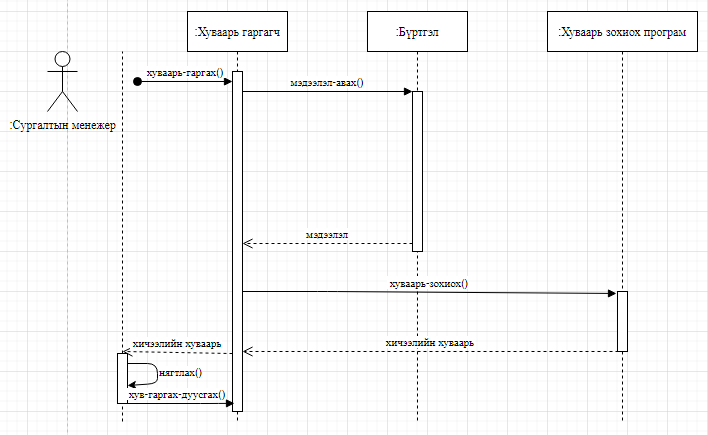 :Хуваарь гаргагч
:Бүртгэл
:Хуваарь зохиох програм
хуваарь-гаргах()
мэдээлэл-авах()
:Сургалтын менежер
мэдээлэл
хуваарь-зохиох()
хичээлийн хуваарь
хичээлийн хуваарь
нягтлах()
хув-гаргах-дуусгах()